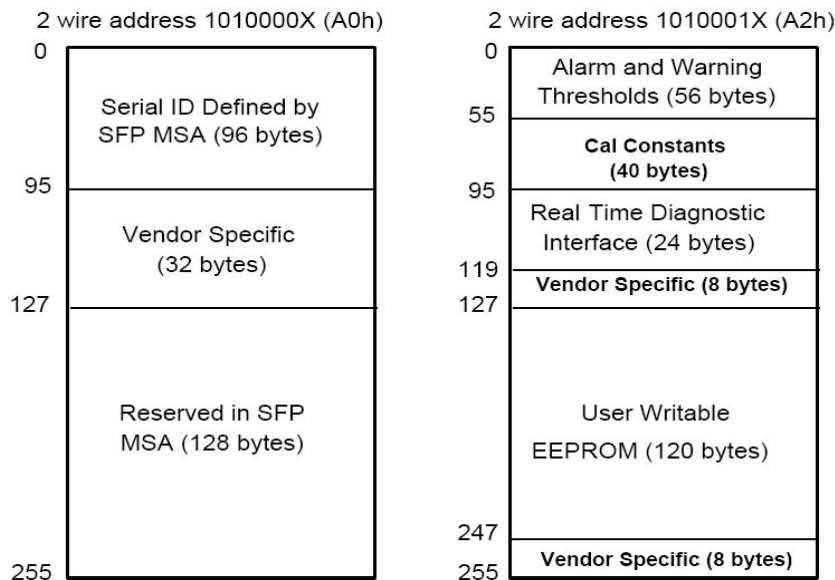 2 wire address 1010000X (A0h)
0
Serial ID Defined by
SFP MSA (96 bytes)
95
Vendor Specific
(32 bytes)
127
Reserved in SFP
MSA (128 bytes)
255
2 wire address 1010001X (A2h)
0
Alarm and Warning
Thresholds (56 bytes)
55
Cal Constants
(40 bytes)
95
Real Time Diagnostic
Interface (24 bytes)
119
Vendor Specific (8 bytes)
127
User Writable
EEPROM (120 bytes)
247
Vendor Specific (8 bytes)
255